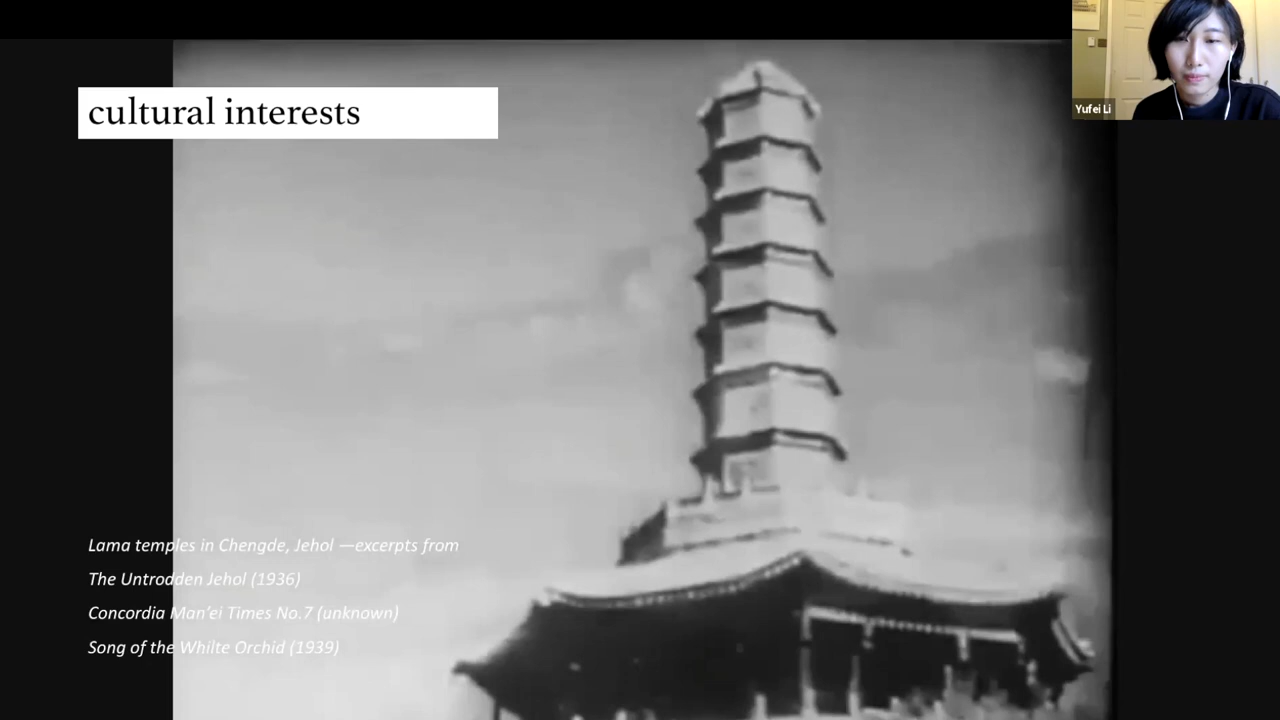 cultural interests
Yufei Li
Lama temples in Chengde, Jehol —excerpts from
The Untrodden Jehol (1936)
Concordia Man’ei Times No.7 (unknown)
Song of the Whilte Orchid (1939)